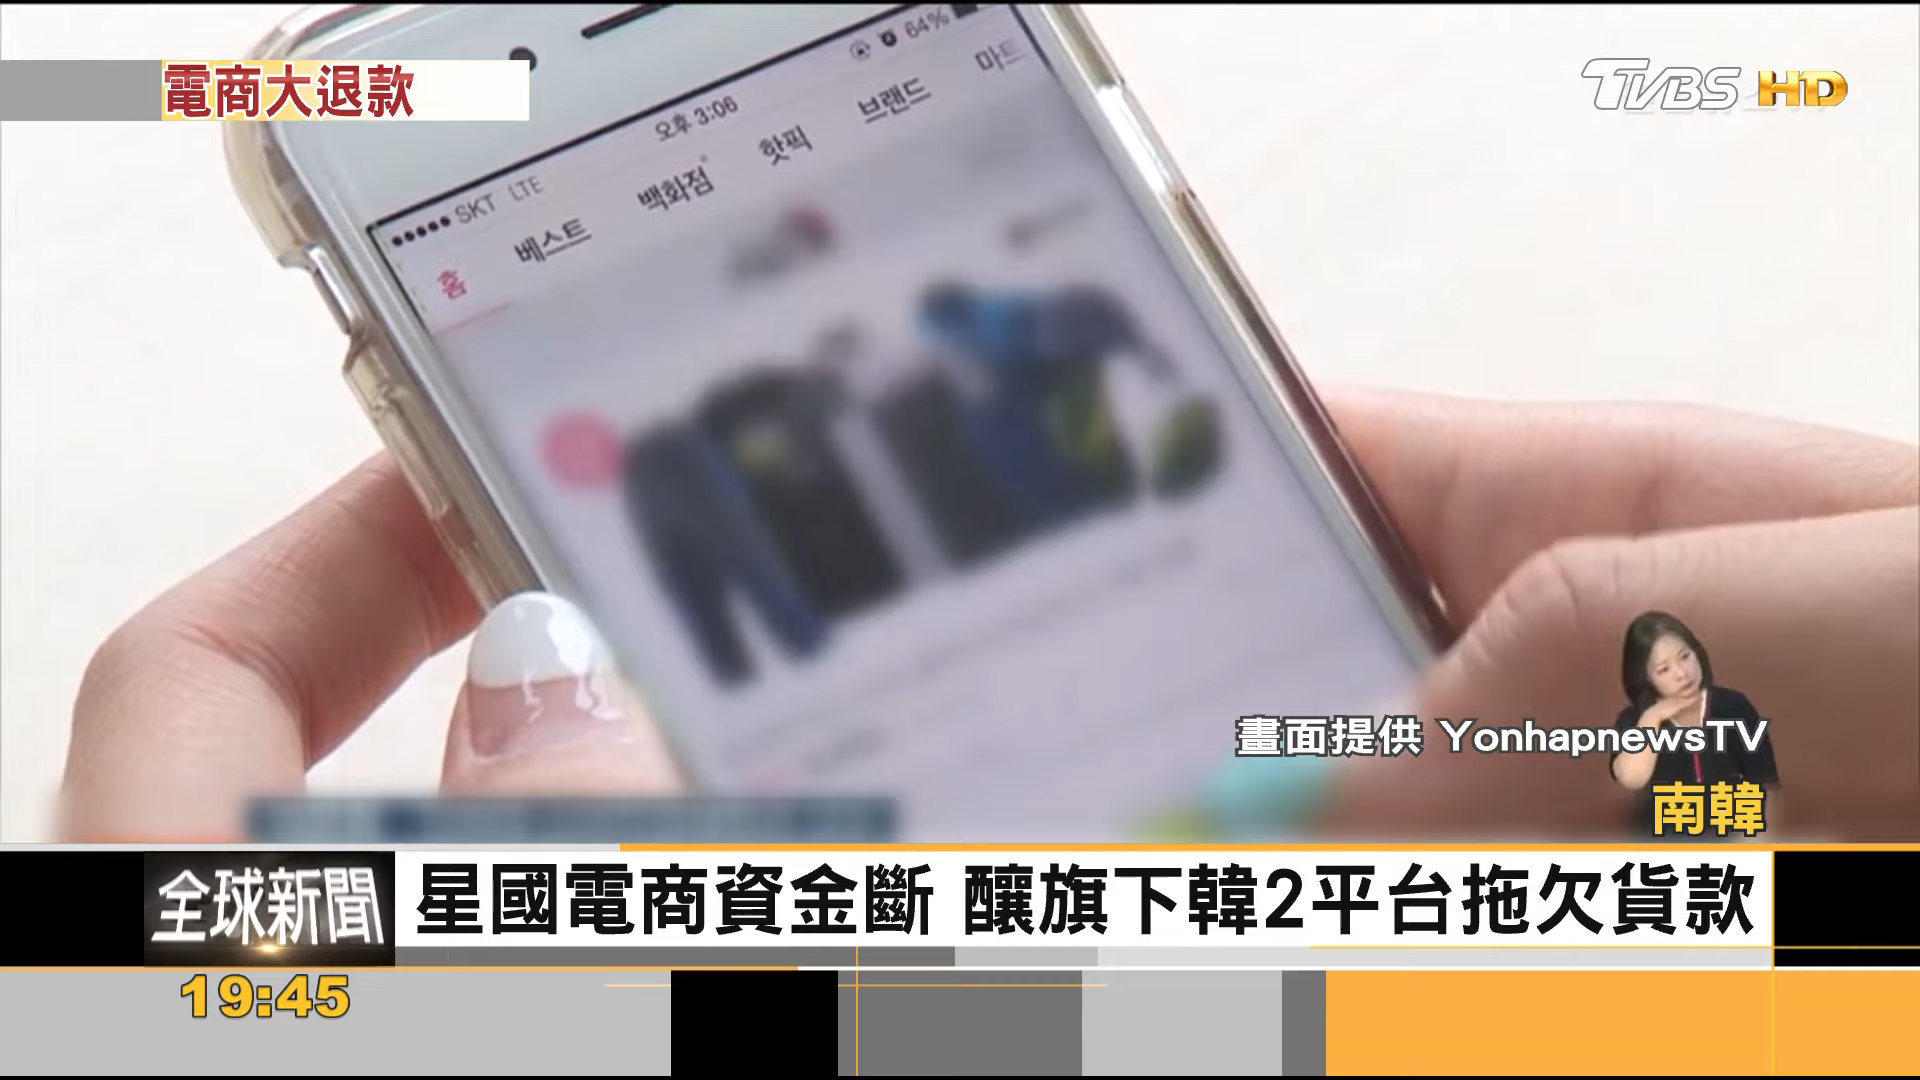 電商大退款
TVBS HD
64%
오후 3:06
SKT LTE
홈 베스트 백화점 핫픽 브랜드 마트
畫面提供 YonhapnewsTV
南韓
全球新聞
星國電商資金斷 釀旗下韓2平台拖欠貨款
19:45